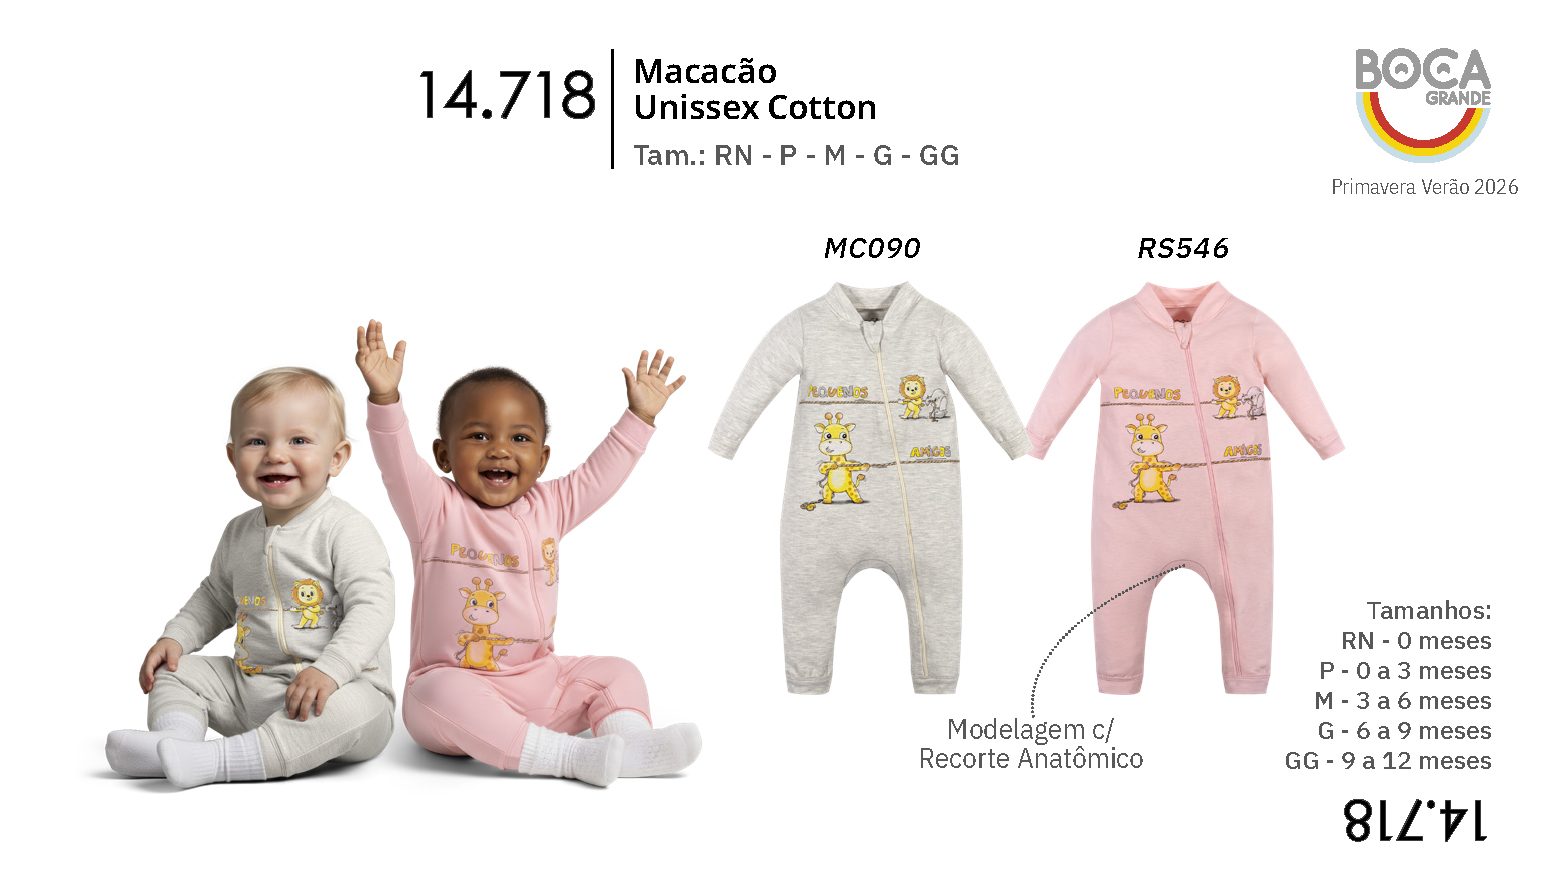 14.718
Macacão
Unissex Cotton
Tam.: RN - P - M - G - GG
BOCA
GRANDE
Primavera Verão 2026
MC090
RS546
PEQUENOS
AMIGOS
PEQUENOS
AMIGOS
PEQUENOS
Modelagem c/
Recorte Anatômico
Tamanhos:
RN - 0 meses
P - 0 a 3 meses
M - 3 a 6 meses
G - 6 a 9 meses
GG - 9 a 12 meses
14.718